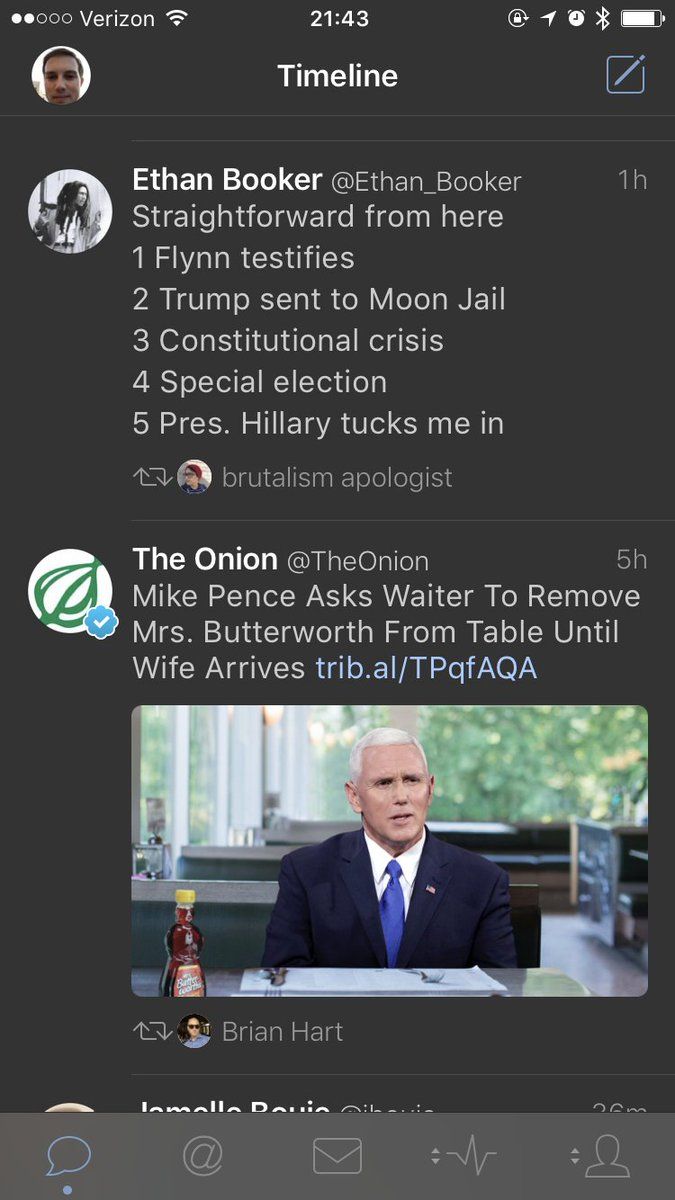 Verizon 21:43
Timeline
Ethan Booker @Ethan_Booker 1h
Straightforward from here
1 Flynn testifies
2 Trump sent to Moon Jail
3 Constitutional crisis
4 Special election
5 Pres. Hillary tucks me in
brutalism apologist
The Onion @TheOnion 5h
Mike Pence Asks Waiter To Remove
Mrs. Butterworth From Table Until
Wife Arrives trib.al/TPqfAQA
Butter
worth's
Brian Hart
Jamelle Bouie @jbouie 26m
@